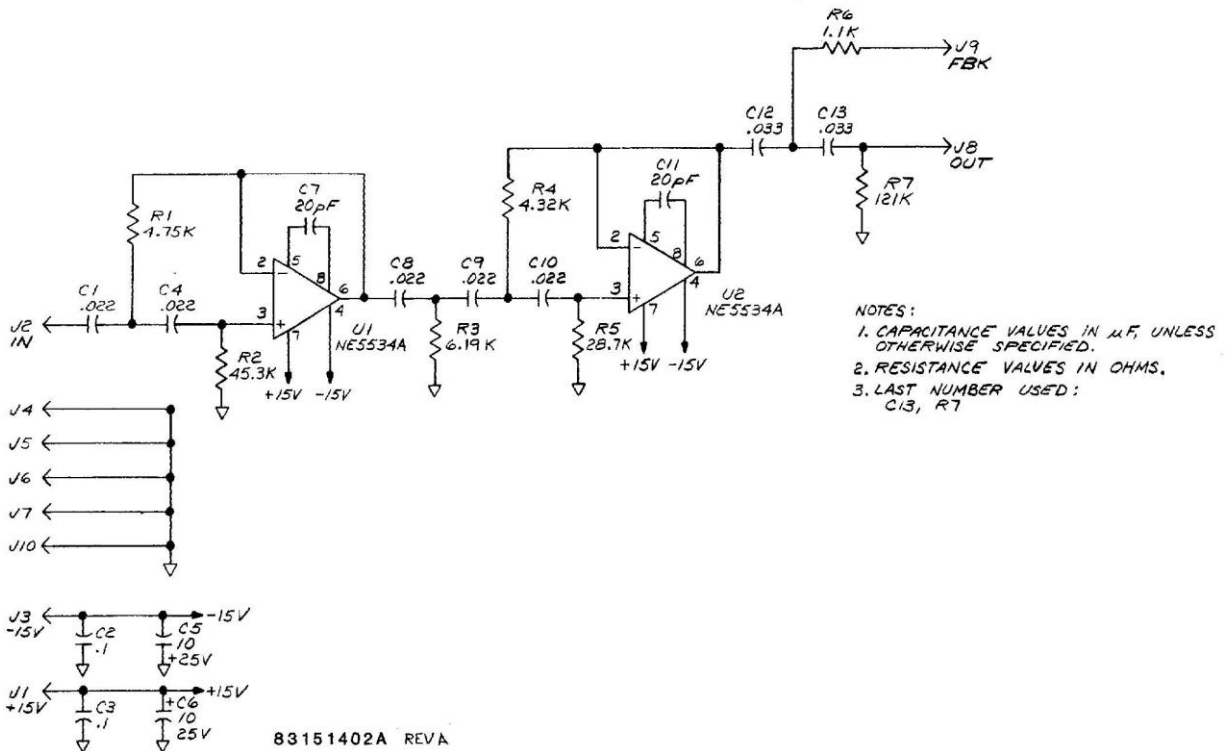 R6
1.1K
J9
FBK
C12
.033
C13
.033
J8
OUT
R7
121K
C11
20pF
R4
4.32K
C7
20pF
R1
4.75K
2
5
8
6
3
4
7
2
5
8
6
3
4
7
C1
.022
C4
.022
J2
IN
R2
45.3K
U1
NE5534A
+15V -15V
C8
.022
C9
.022
C10
.022
R3
6.19K
R5
28.7K
U2
NE5534A
+15V -15V
NOTES:
1. CAPACITANCE VALUES IN µF, UNLESS
OTHERWISE SPECIFIED.
2. RESISTANCE VALUES IN OHMS.
3. LAST NUMBER USED:
C13, R7
J4
J5
J6
J7
J10
J3
-15V
-15V
C2
.1
C5
10
+25V
J1
+15V
+15V
C3
.1
+C6
10
25V
83151402A REVA